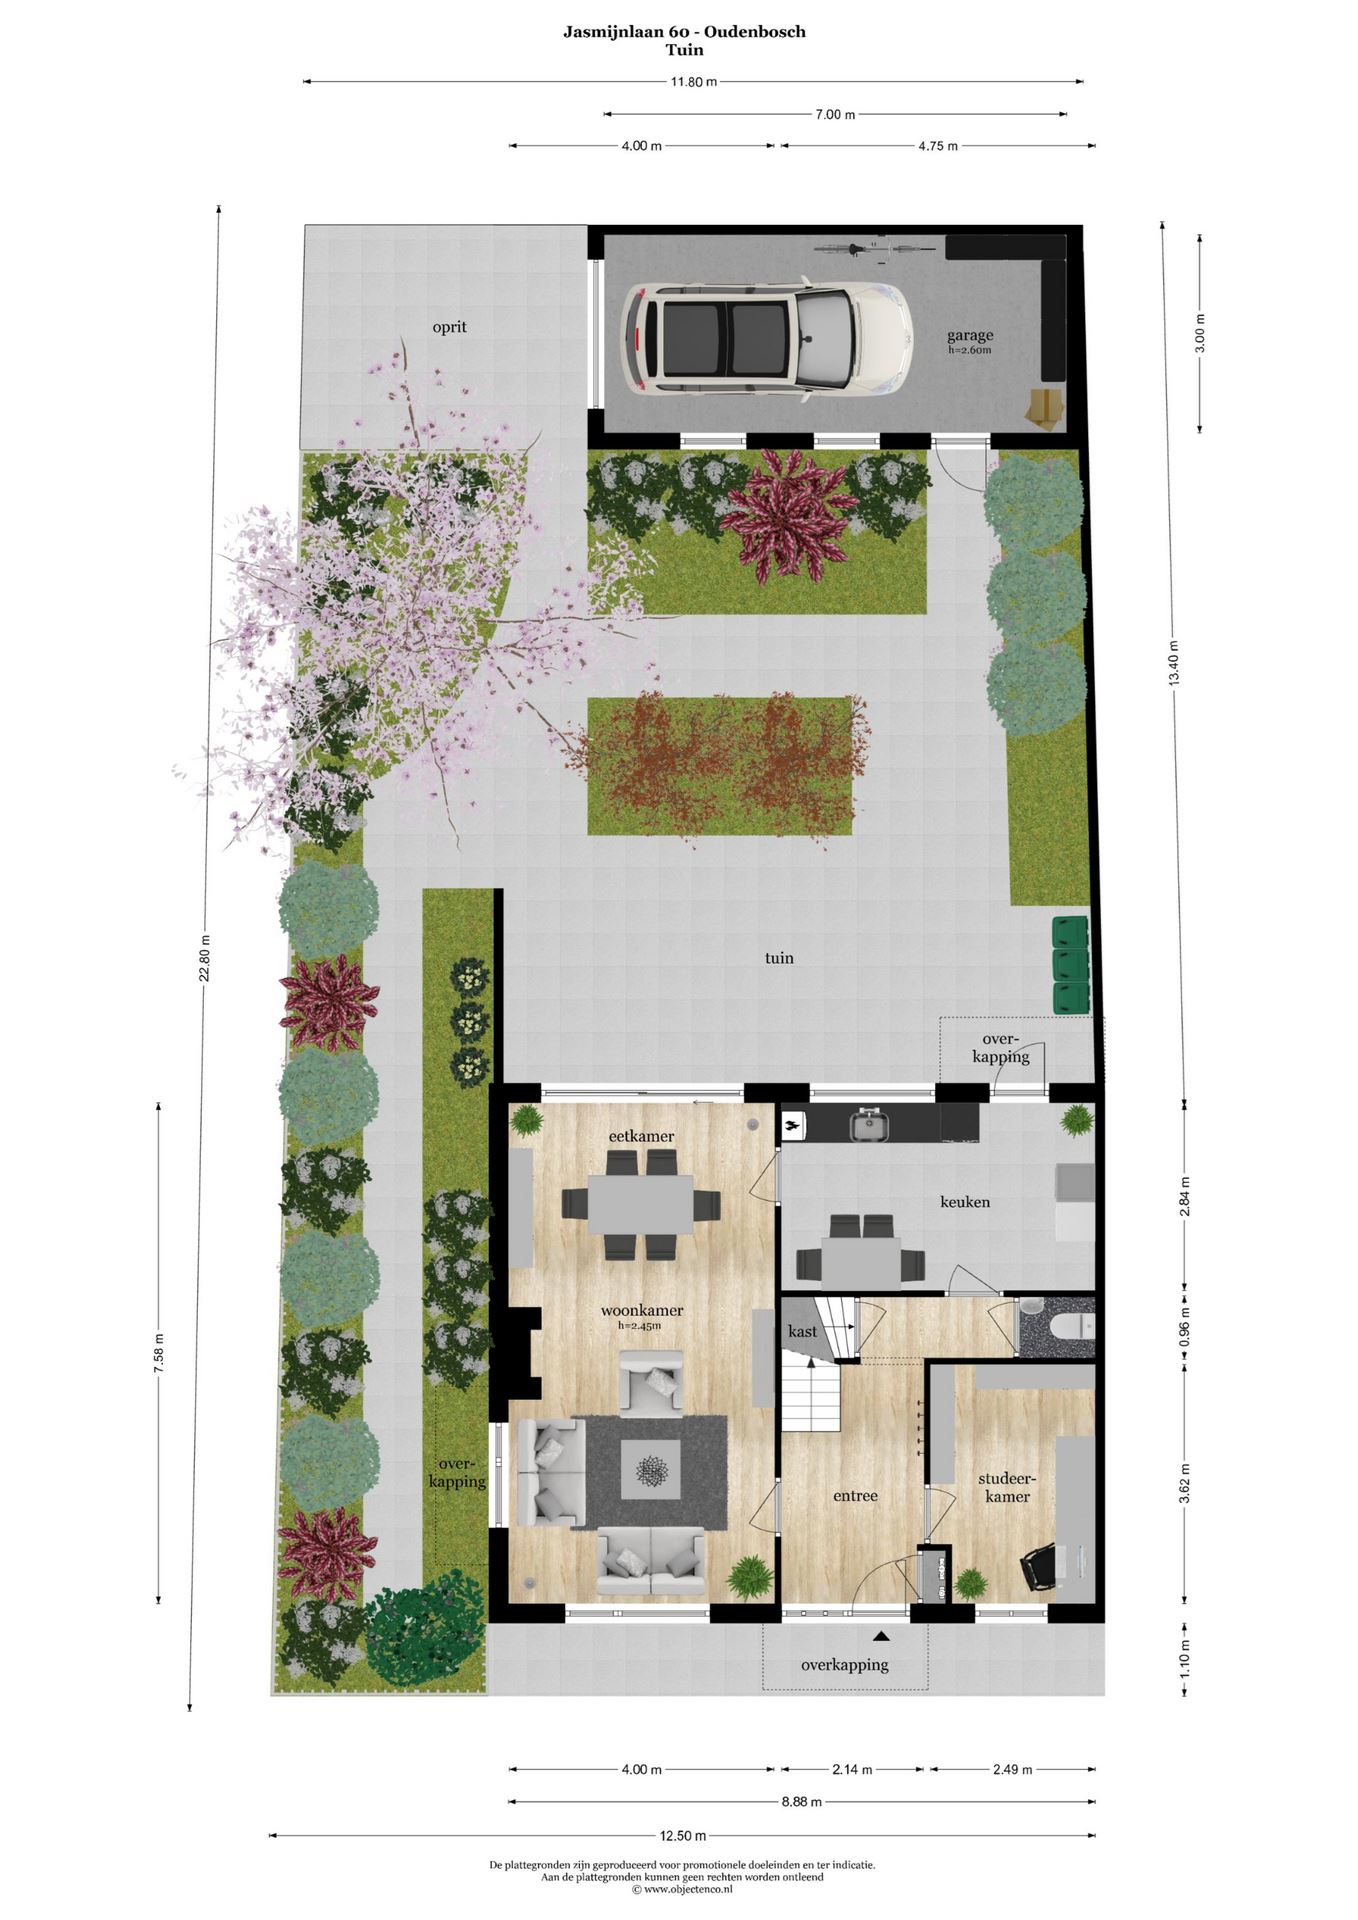 Jasmijnlaan 60 - Oudenbosch
Tuin
11.80 m
7.00 m
4.00 m
4.75 m
oprit
garage
h=2.60m
3.00 m
13.40 m
22.80 m
tuin
over-
kapping
eetkamer
keuken
2.84 m
woonkamer
h=2.45m
kast
0.96 m
7.58 m
over-
kapping
entree
studeer-
kamer
3.62 m
overkapping
1.10 m
4.00 m
2.14 m
2.49 m
8.88 m
12.50 m
De plattegronden zijn geproduceerd voor promotionele doeleinden en ter indicatie.
Aan de plattegronden kunnen geen rechten worden ontleend
© www.objectenco.nl